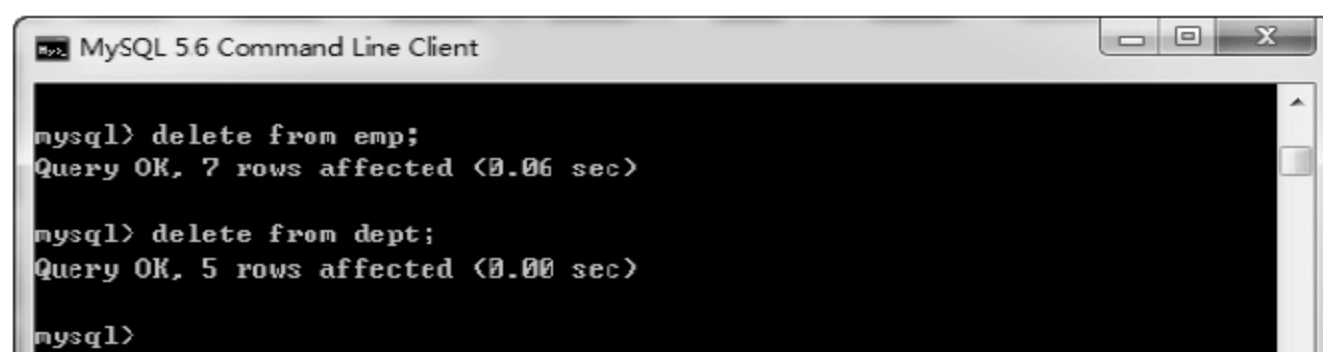 MySQL 5.6 Command Line Client
mysql> delete from emp;
Query OK, 7 rows affected (0.06 sec)
mysql> delete from dept;
Query OK, 5 rows affected (0.00 sec)
mysql>